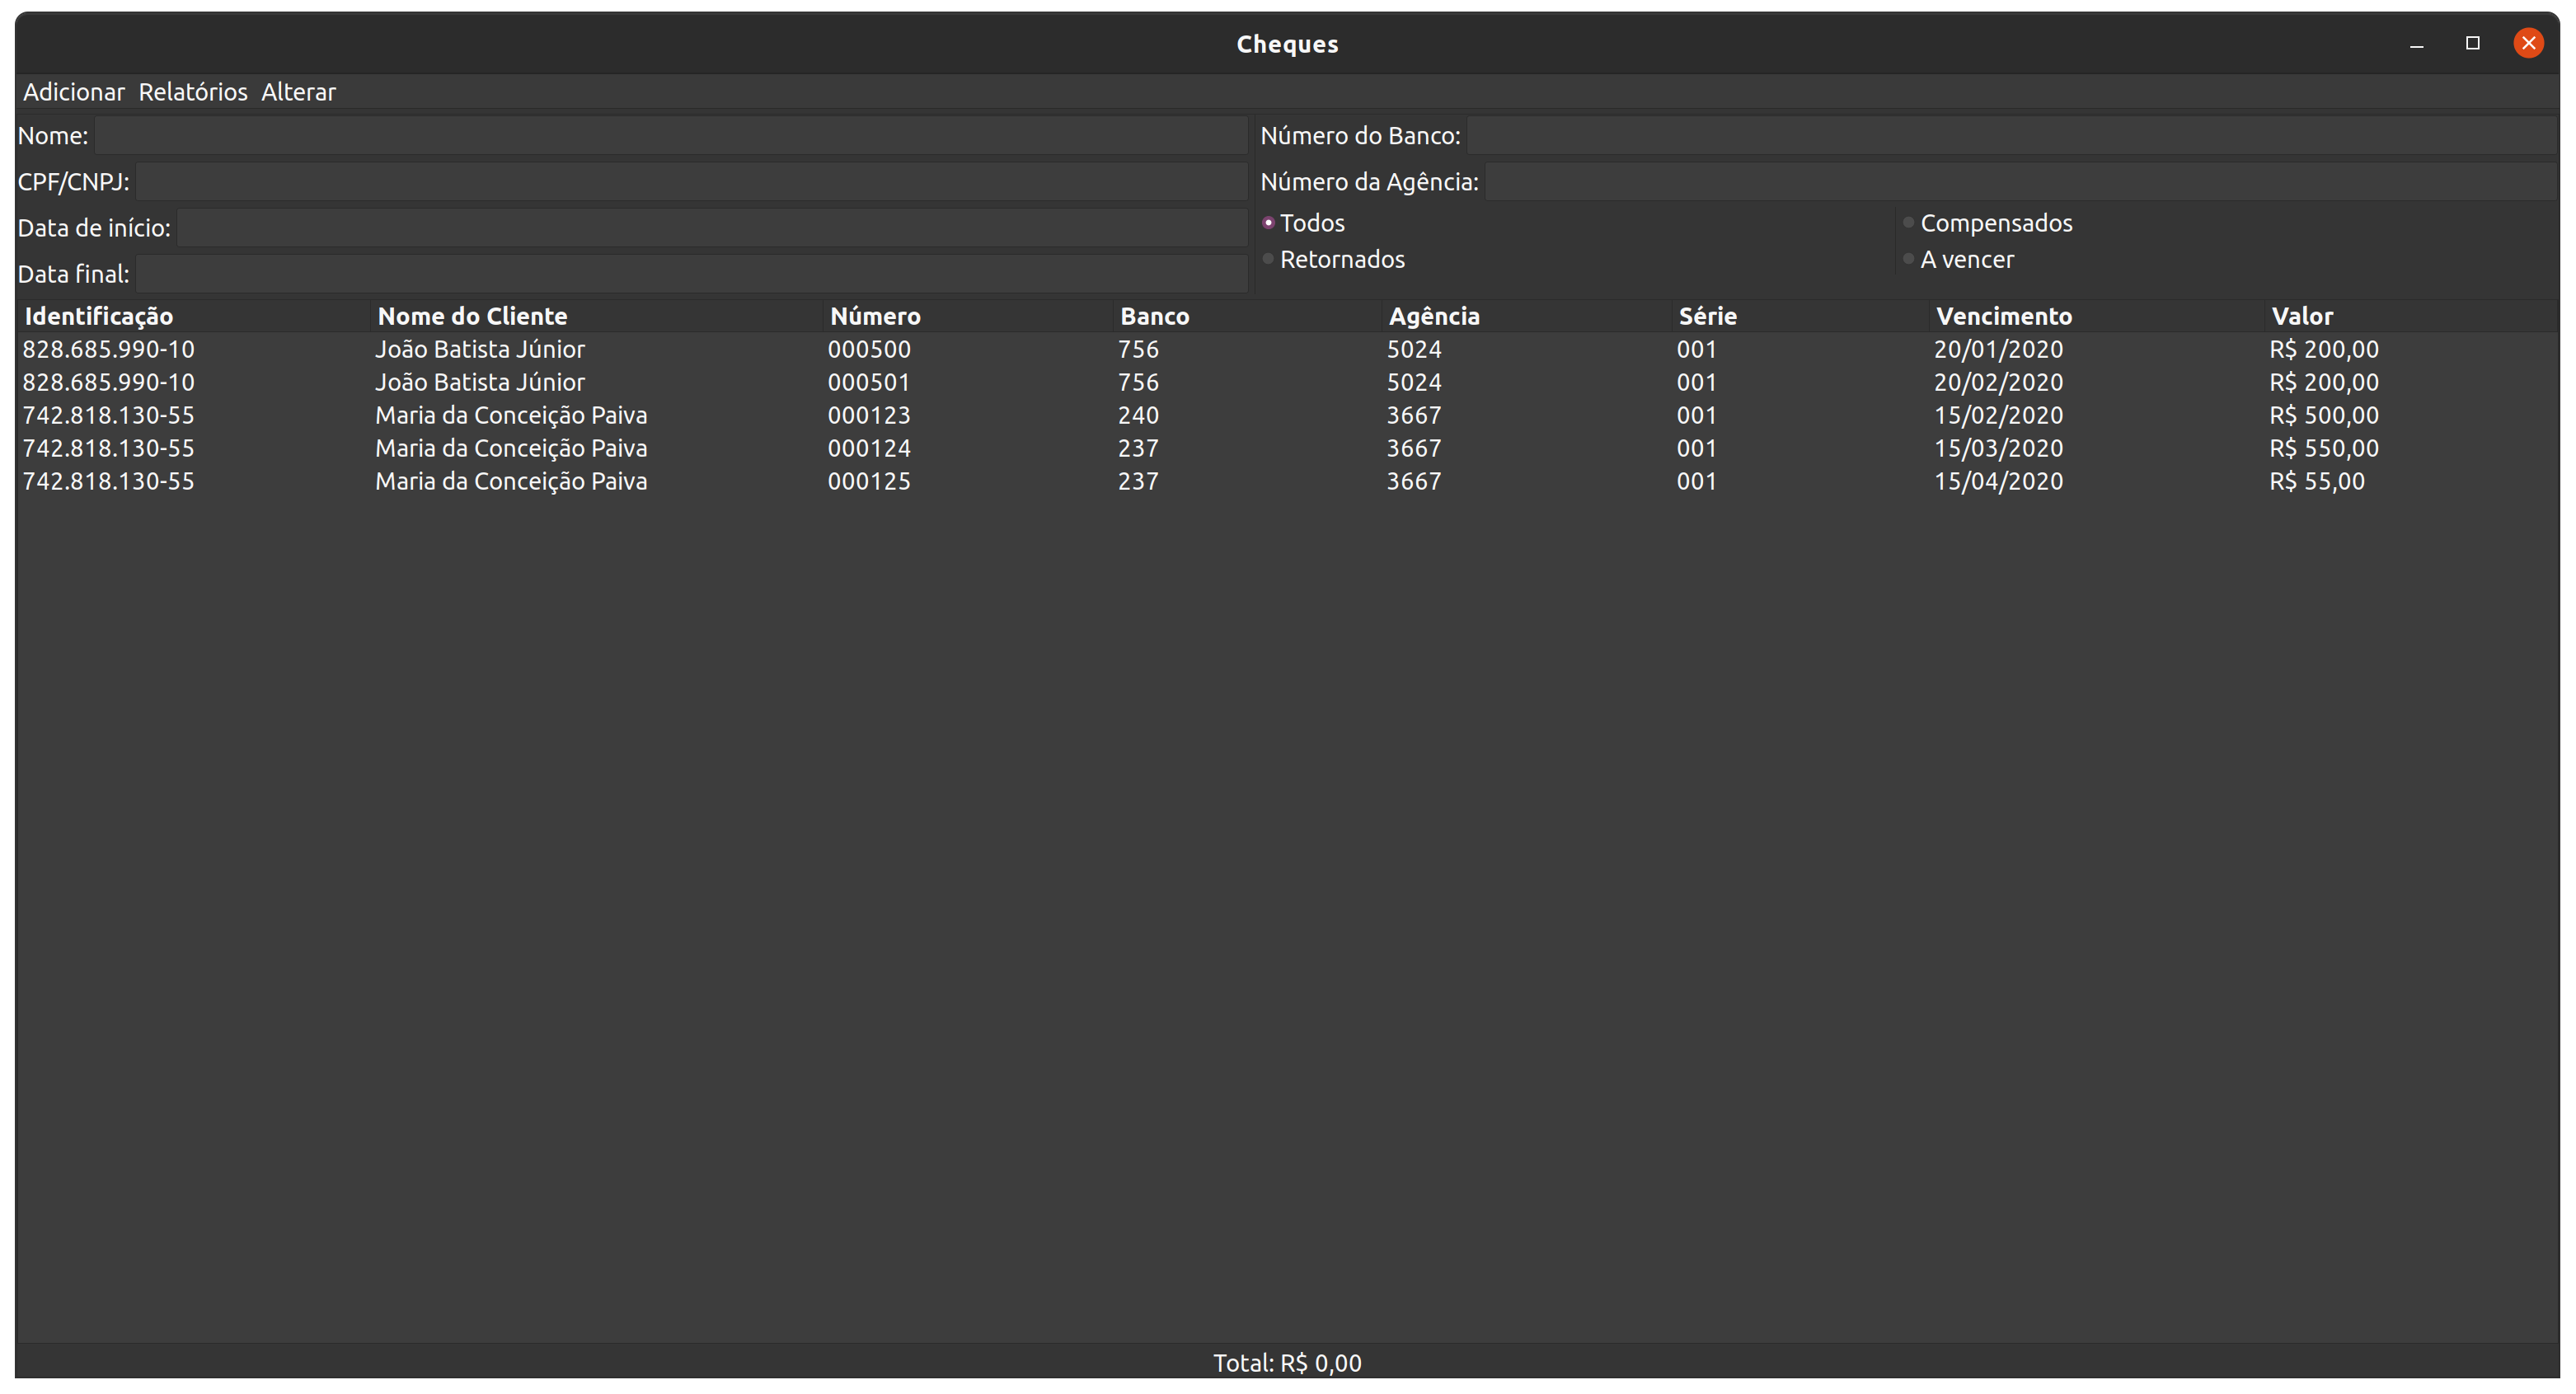 Cheques
Adicionar Relatórios Alterar
Nome: Número do Banco:
CPF/CNPJ: Número da Agência:
Data de início: Todos Compensados
Data final: Retornados A vencer
Identificação Nome do Cliente Número Banco Agência Série Vencimento Valor
828.685.990-10 João Batista Júnior 000500 756 5024 001 20/01/2020 R$ 200,00
828.685.990-10 João Batista Júnior 000501 756 5024 001 20/02/2020 R$ 200,00
742.818.130-55 Maria da Conceição Paiva 000123 240 3667 001 15/02/2020 R$ 500,00
742.818.130-55 Maria da Conceição Paiva 000124 237 3667 001 15/03/2020 R$ 550,00
742.818.130-55 Maria da Conceição Paiva 000125 237 3667 001 15/04/2020 R$ 55,00
Total: R$ 0,00